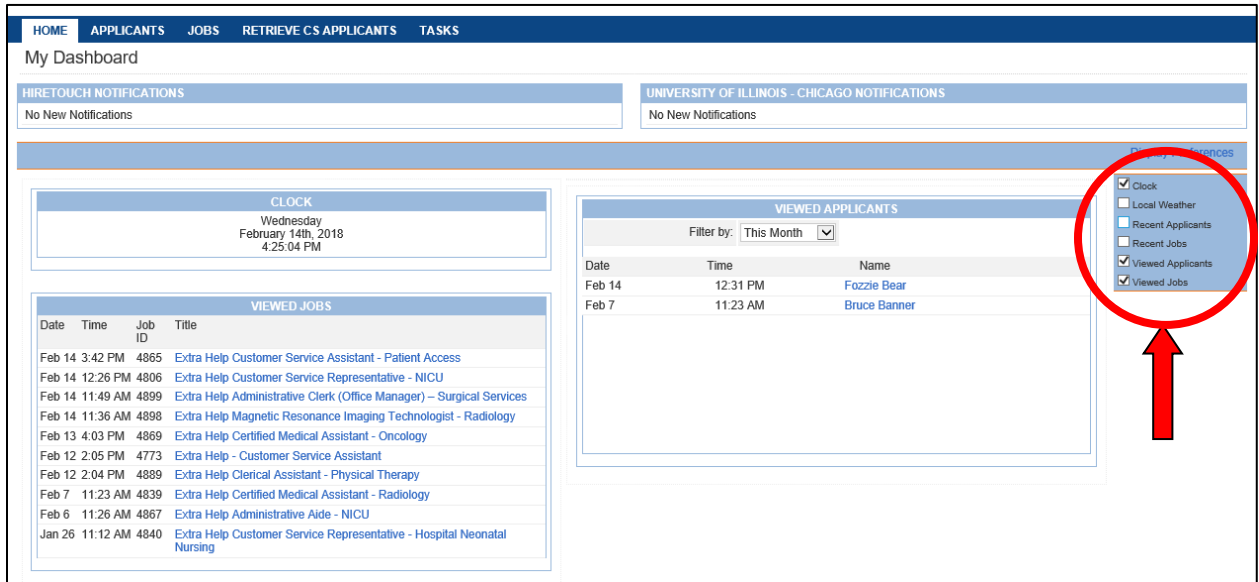 HOME APPLICANTS JOBS RETRIEVE CS APPLICANTS TASKS
My Dashboard
HIRETOUCH NOTIFICATIONS
No New Notifications
UNIVERSITY OF ILLINOIS - CHICAGO NOTIFICATIONS
No New Notifications
Display Preferences
Clock
Local Weather
Recent Applicants
Recent Jobs
Viewed Applicants
Viewed Jobs
CLOCK
Wednesday
February 14th, 2018
4:25:04 PM
VIEWED JOBS
Date Time Job ID Title
Feb 14 3:42 PM 4865 Extra Help Customer Service Assistant - Patient Access
Feb 14 12:26 PM 4806 Extra Help Customer Service Representative - NICU
Feb 14 11:49 AM 4899 Extra Help Administrative Clerk (Office Manager) – Surgical Services
Feb 14 11:36 AM 4898 Extra Help Magnetic Resonance Imaging Technologist - Radiology
Feb 13 4:03 PM 4869 Extra Help Certified Medical Assistant - Oncology
Feb 12 2:05 PM 4773 Extra Help - Customer Service Assistant
Feb 12 2:04 PM 4889 Extra Help Clerical Assistant - Physical Therapy
Feb 7 11:23 AM 4839 Extra Help Certified Medical Assistant - Radiology
Feb 6 11:26 AM 4867 Extra Help Administrative Aide - NICU
Jan 26 11:12 AM 4840 Extra Help Customer Service Representative - Hospital Neonatal
Nursing
VIEWED APPLICANTS
Filter by: This Month
Date Time Name
Feb 14 12:31 PM Fozzie Bear
Feb 7 11:23 AM Bruce Banner